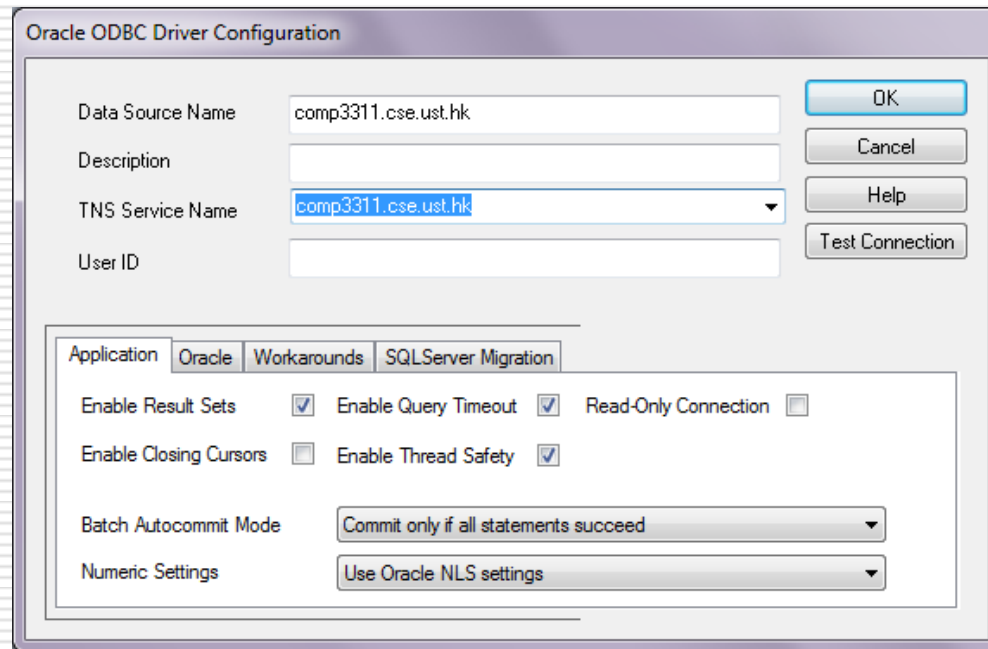 Oracle ODBC Driver Configuration
Data Source Name comp3311.cse.ust.hk
OK
Description
Cancel
TNS Service Name comp3311.cse.ust.hk
Help
User ID
Test Connection
Application Oracle Workarounds SQLServer Migration
Enable Result Sets Enable Query Timeout Read-Only Connection
Enable Closing Cursors Enable Thread Safety
Batch Autocommit Mode Commit only if all statements succeed
Numeric Settings Use Oracle NLS settings